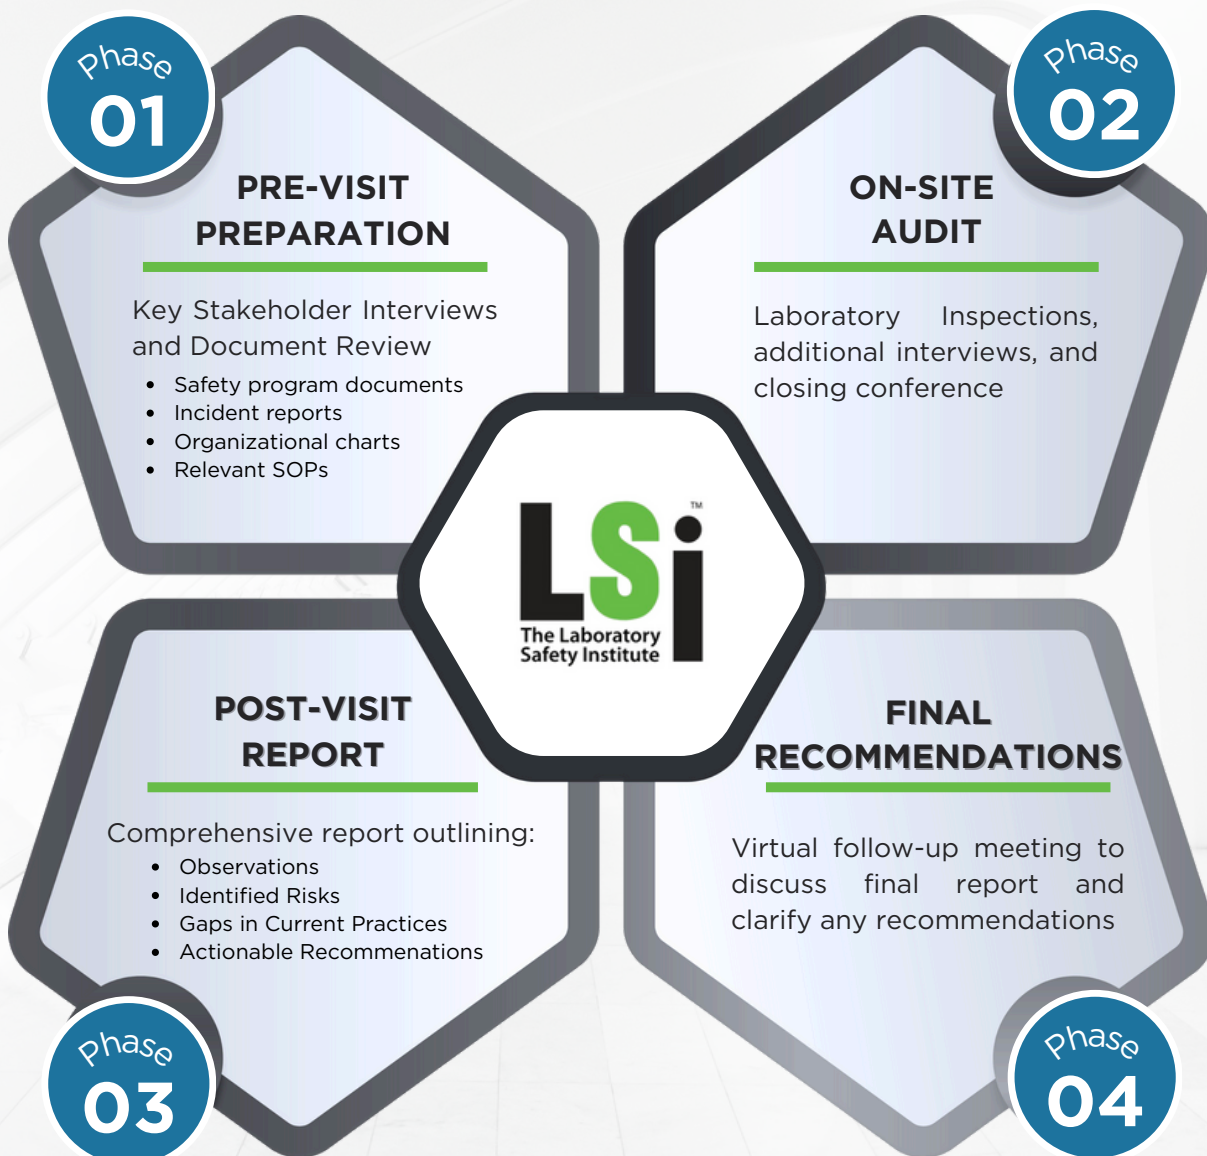 Phase
01
PRE-VISIT
PREPARATION
Key Stakeholder Interviews
and Document Review
• Safety program documents
• Incident reports
• Organizational charts
• Relevant SOPs
Phase
02
ON-SITE
AUDIT
Laboratory Inspections,
additional interviews, and
closing conference
LSi™
The Laboratory
Safety Institute
POST-VISIT
REPORT
Comprehensive report outlining:
• Observations
• Identified Risks
• Gaps in Current Practices
• Actionable Recommenations
Phase
03
FINAL
RECOMMENDATIONS
Virtual follow-up meeting to
discuss final report and
clarify any recommendations
Phase
04